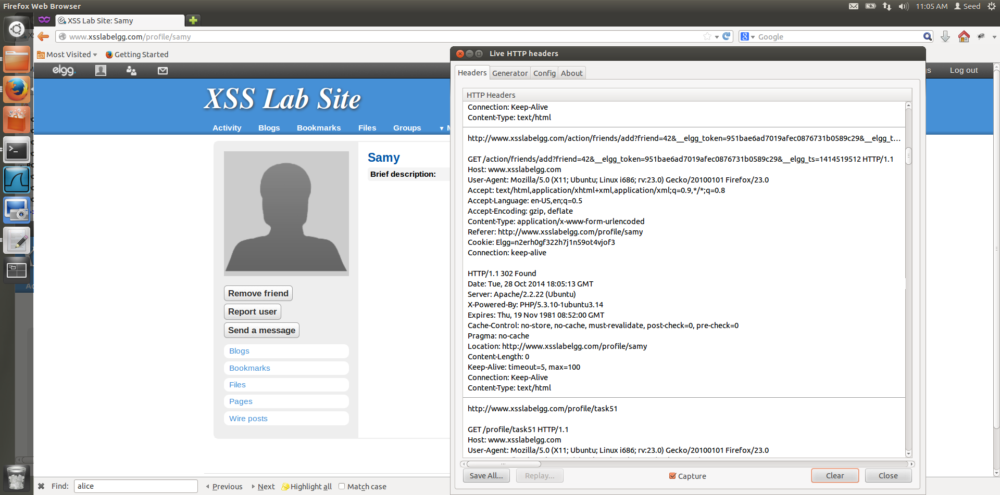 Firefox Web Browser
11:05 AM Seed
XSS Lab Site: Samy
www.xsslabelgg.com/profile/samy
Google
Most Visited
Getting Started
elgg.
Log out
XSS Lab Site
Activity Blogs Bookmarks Files Groups
Samy
Brief description:
Remove friend
Report user
Send a message
Blogs
Bookmarks
Files
Pages
Wire posts
Find: alice Previous Next Highlight all Match case
Live HTTP headers
Headers Generator Config About
HTTP Headers
Connection: Keep-Alive
Content-Type: text/html
http://www.xsslabelgg.com/action/friends/add?friend=42&__elgg_token=951bae6ad7019afec0876731b0589c29&__elgg_t...
GET /action/friends/add?friend=42&__elgg_token=951bae6ad7019afec0876731b0589c29&__elgg_ts=1414519512 HTTP/1.1
Host: www.xsslabelgg.com
User-Agent: Mozilla/5.0 (X11; Ubuntu; Linux i686; rv:23.0) Gecko/20100101 Firefox/23.0
Accept: text/html,application/xhtml+xml,application/xml;q=0.9,*/*;q=0.8
Accept-Language: en-US,en;q=0.5
Accept-Encoding: gzip, deflate
Content-Type: application/x-www-form-urlencoded
Referer: http://www.xsslabelgg.com/profile/samy
Cookie: Elgg=n2erh0gf322h7j1n59ot4vjof3
Connection: keep-alive
HTTP/1.1 302 Found
Date: Tue, 28 Oct 2014 18:05:13 GMT
Server: Apache/2.2.22 (Ubuntu)
X-Powered-By: PHP/5.3.10-1ubuntu3.14
Expires: Thu, 19 Nov 1981 08:52:00 GMT
Cache-Control: no-store, no-cache, must-revalidate, post-check=0, pre-check=0
Pragma: no-cache
Location: http://www.xsslabelgg.com/profile/samy
Content-Length: 0
Keep-Alive: timeout=5, max=100
Connection: Keep-Alive
Content-Type: text/html
http://www.xsslabelgg.com/profile/task51
GET /profile/task51 HTTP/1.1
Host: www.xsslabelgg.com
User-Agent: Mozilla/5.0 (X11; Ubuntu; Linux i686; rv:23.0) Gecko/20100101 Firefox/23.0
Save All... Replay... Capture Clear Close